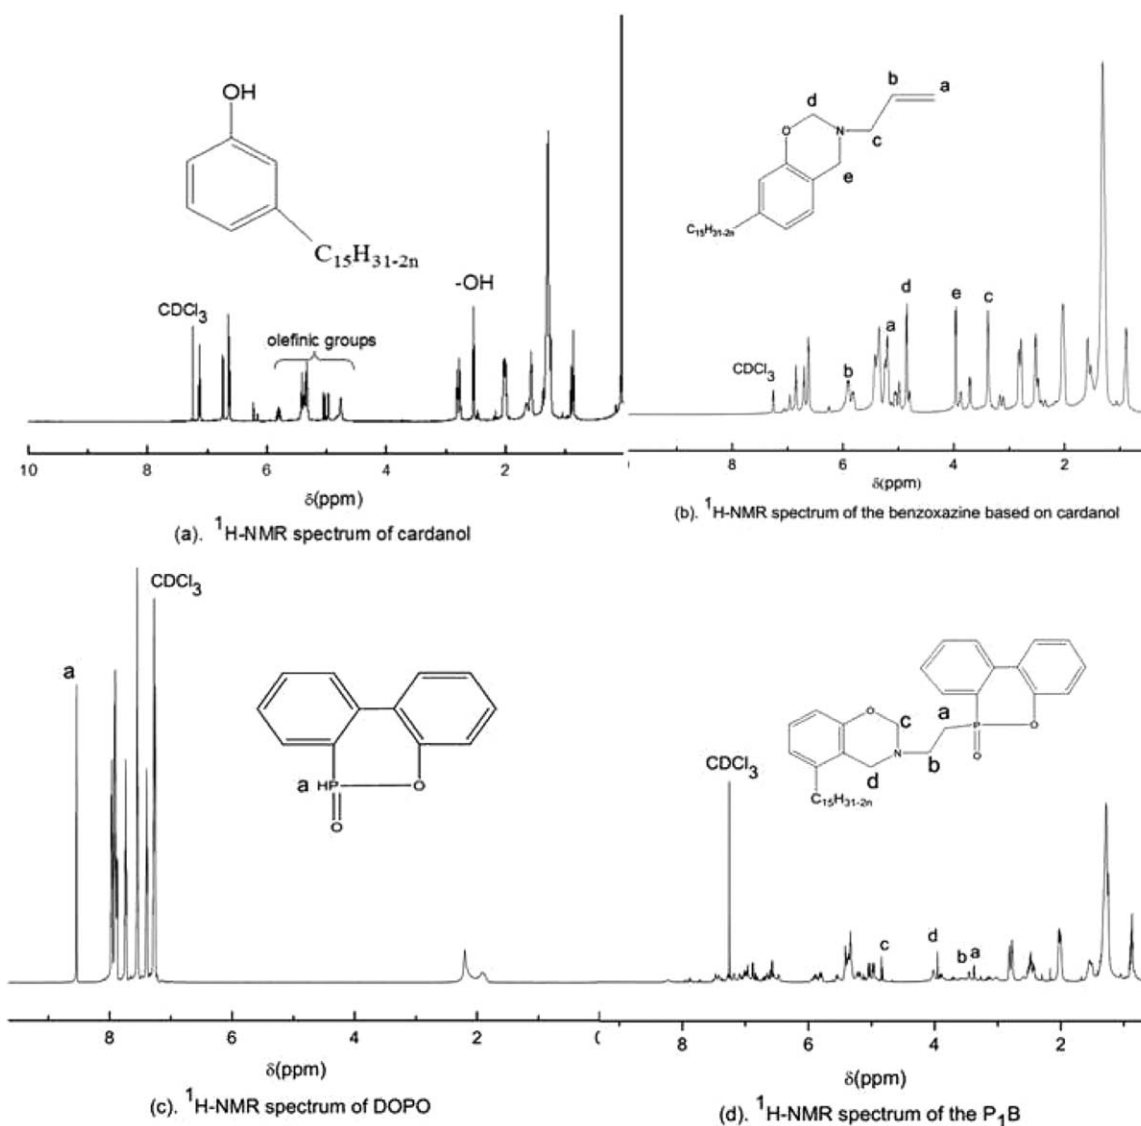 OH
C₁₅H₃₁₋₂ₙ
-OH
CDCl₃
olefinic groups
10 8 6 4 2
δ(ppm)
(a). ¹H-NMR spectrum of cardanol
b
a
d
O
N
c
e
C₁₅H₃₁₋₂ₙ
d
e
c
a
b
CDCl₃
8 6 4 2
δ(ppm)
(b). ¹H-NMR spectrum of the benzoxazine based on cardanol
CDCl₃
a
a HP O
O
8 6 4 2
δ(ppm)
(c). ¹H-NMR spectrum of DOPO
O
c
a
P
O
N
b
O
d
C₁₅H₃₁₋₂ₙ
CDCl₃
c
d
b
a
8 6 4 2
δ(ppm)
(d). ¹H-NMR spectrum of the P₁B